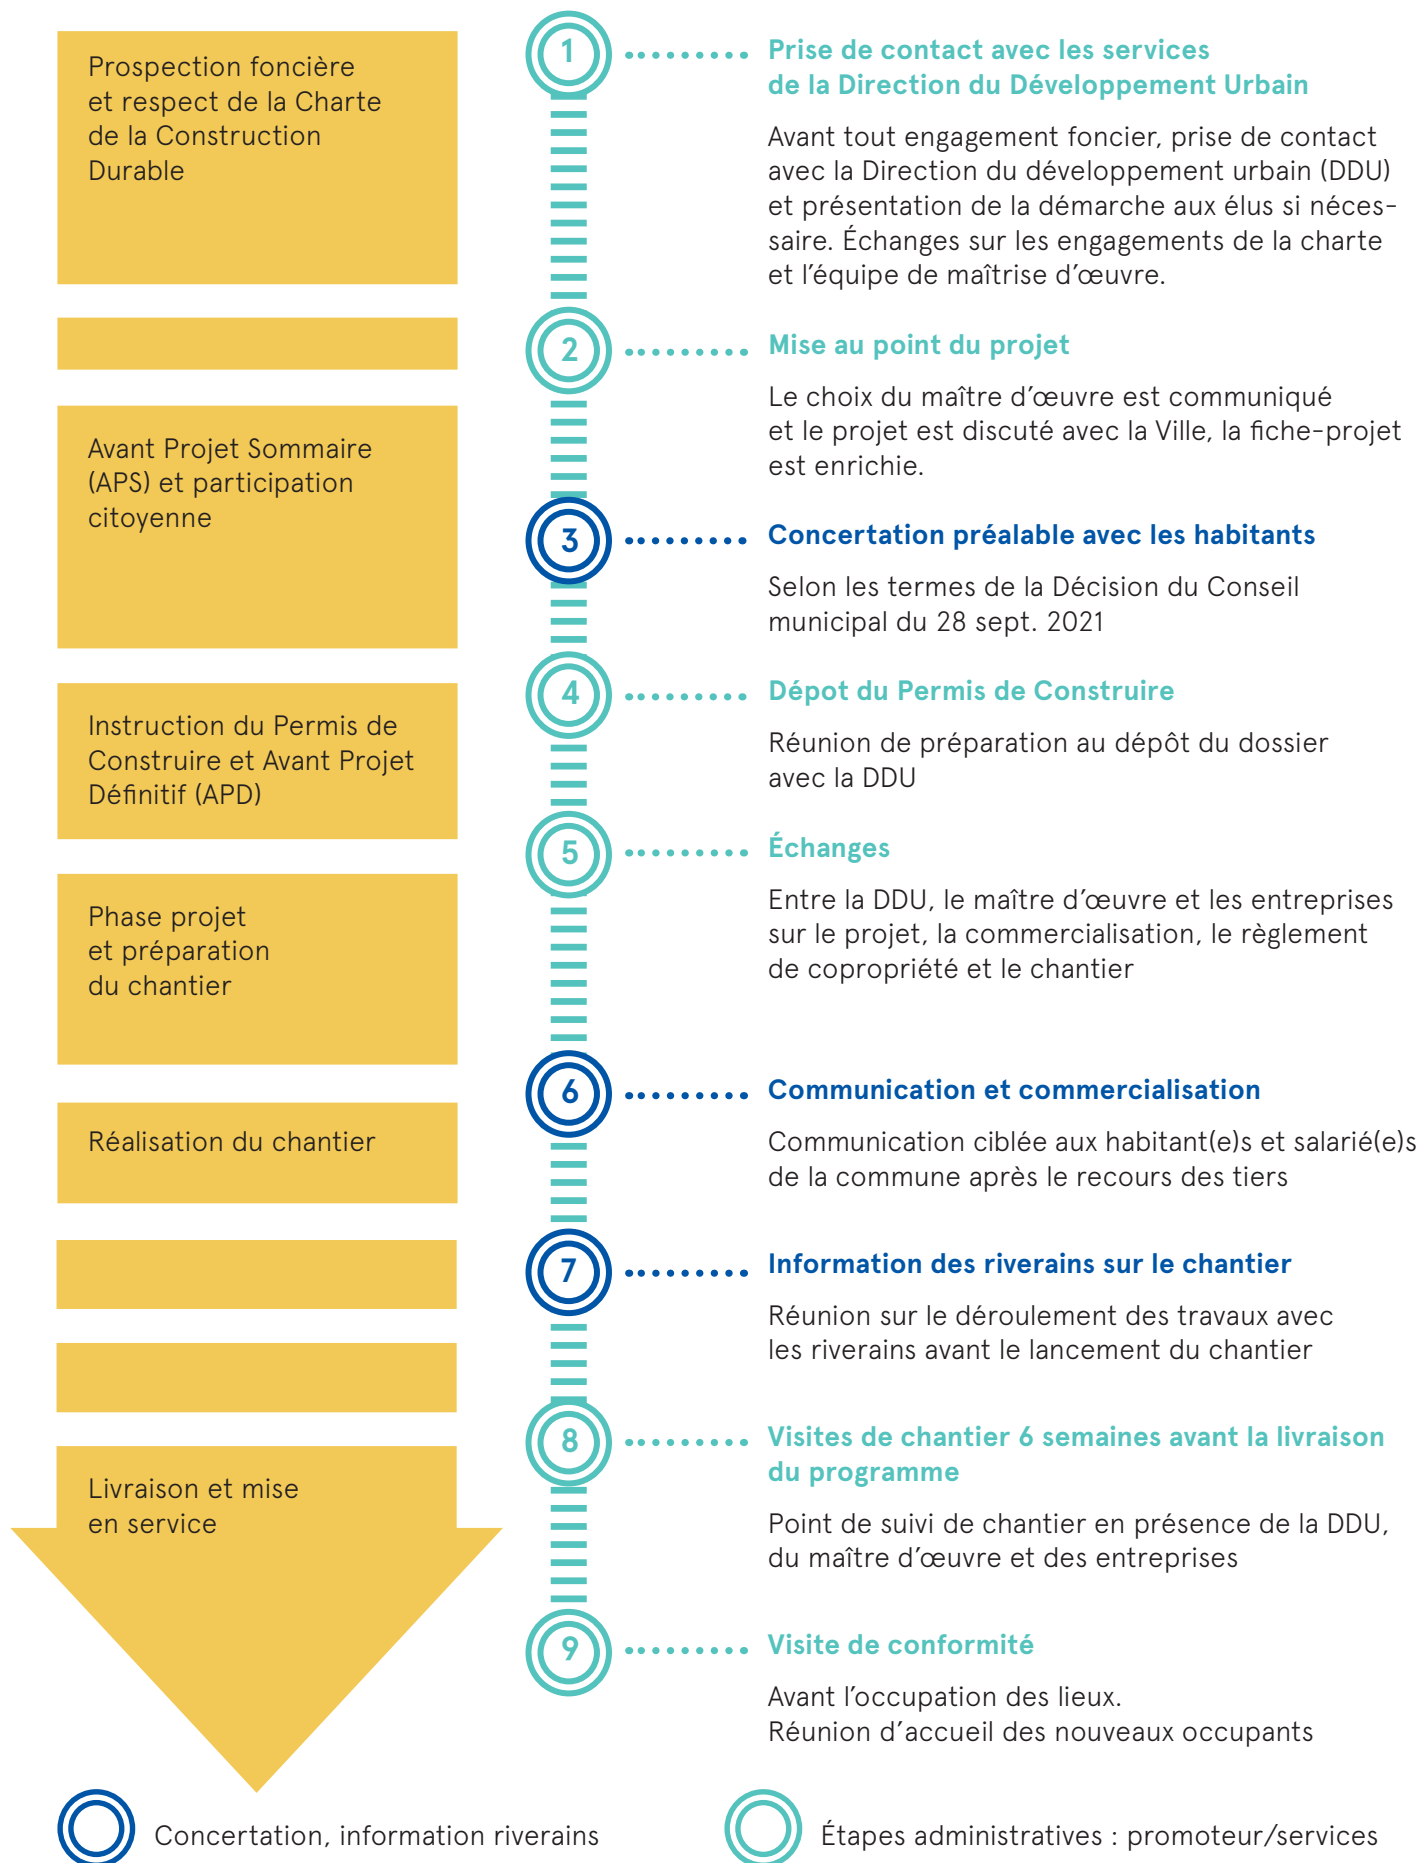 Prospection foncière
et respect de la Charte
de la Construction
Durable
1
Prise de contact avec les services
de la Direction du Développement Urbain
Avant tout engagement foncier, prise de contact
avec la Direction du développement urbain (DDU)
et présentation de la démarche aux élus si néces-
saire. Échanges sur les engagements de la charte
et l’équipe de maîtrise d’œuvre.
2
Mise au point du projet
Le choix du maître d’œuvre est communiqué
et le projet est discuté avec la Ville, la fiche-projet
est enrichie.
Avant Projet Sommaire
(APS) et participation
citoyenne
3
Concertation préalable avec les habitants
Selon les termes de la Décision du Conseil
municipal du 28 sept. 2021
Instruction du Permis de
Construire et Avant Projet
Définitif (APD)
4
Dépot du Permis de Construire
Réunion de préparation au dépôt du dossier
avec la DDU
5
Échanges
Entre la DDU, le maître d’œuvre et les entreprises
sur le projet, la commercialisation, le règlement
de copropriété et le chantier
Phase projet
et préparation
du chantier
6
Communication et commercialisation
Communication ciblée aux habitant(e)s et salarié(e)s
de la commune après le recours des tiers
Réalisation du chantier
7
Information des riverains sur le chantier
Réunion sur le déroulement des travaux avec
les riverains avant le lancement du chantier
8
Visites de chantier 6 semaines avant la livraison
du programme
Point de suivi de chantier en présence de la DDU,
du maître d’œuvre et des entreprises
Livraison et mise
en service
9
Visite de conformité
Avant l’occupation des lieux.
Réunion d’accueil des nouveaux occupants
Concertation, information riverains
Étapes administratives : promoteur/services